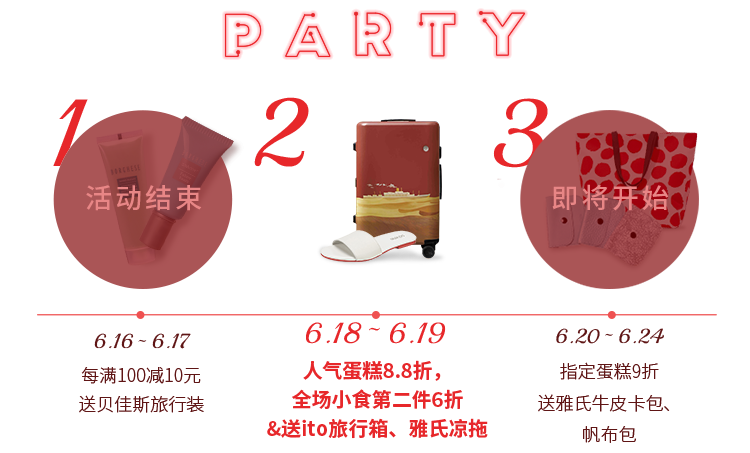 PARTY
1
2
3
活动结束
即将开始
6.16~6.17
每满100减10元
送贝佳斯旅行装
6.18~6.19
人气蛋糕8.8折，
全场小食第二件6折
&送ito旅行箱、雅氏凉拖
6.20~6.24
指定蛋糕9折
送雅氏牛皮卡包、
帆布包